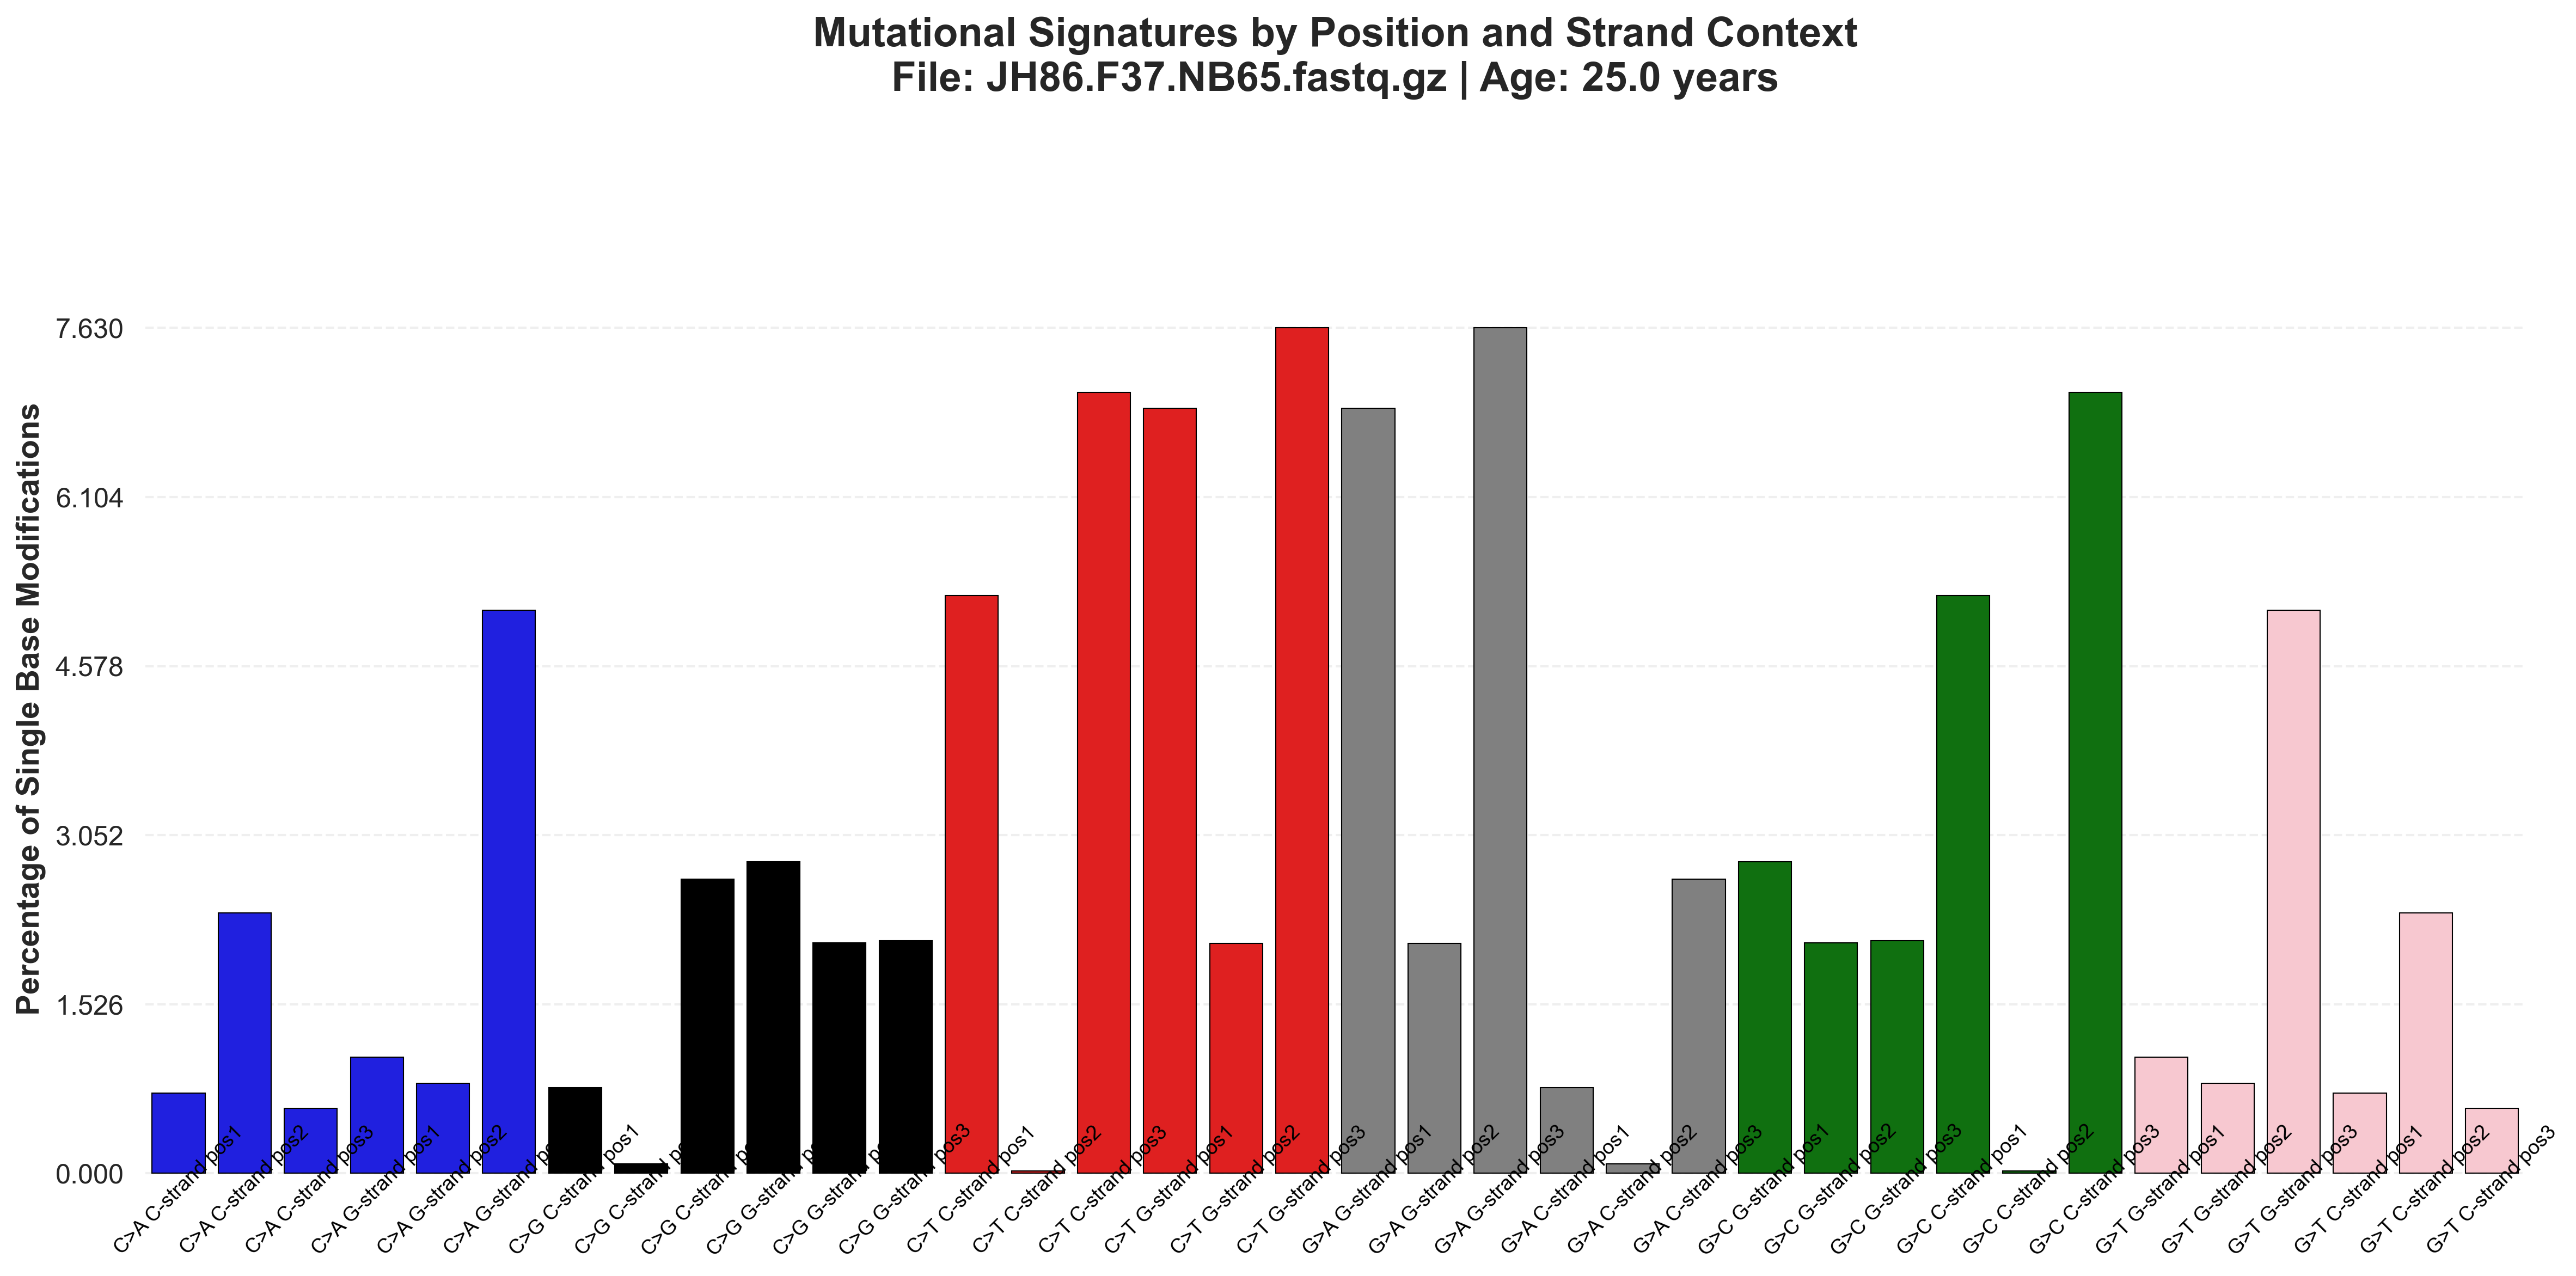 Mutational Signatures by Position and Strand Context
File: JH86.F37.NB65.fastq.gz | Age: 25.0 years
Percentage of Single Base Modifications
7.630
6.104
4.578
3.052
1.526
0.000
C>A C-strand pos1
C>A C-strand pos2
C>A C-strand pos3
C>A G-strand pos1
C>A G-strand pos2
C>A G-strand
C>G C-strand pos1
C>G C-strand
C>G C-strand
C>G G-strand
C>G G-strand
C>G G-strand pos3
C>T C-strand pos1
C>T C-strand pos2
C>T C-strand pos3
C>T G-strand pos1
C>T G-strand pos2
C>T G-strand pos3
G>A G-strand pos1
G>A G-strand pos2
G>A G-strand pos3
G>A C-strand pos1
G>A C-strand pos2
G>A C-strand pos3
G>C G-strand pos1
G>C G-strand pos2
G>C G-strand pos3
G>C C-strand pos1
G>C C-strand pos2
G>C C-strand pos3
G>T G-strand pos1
G>T G-strand pos2
G>T G-strand pos3
G>T C-strand pos1
G>T C-strand pos2
G>T C-strand pos3